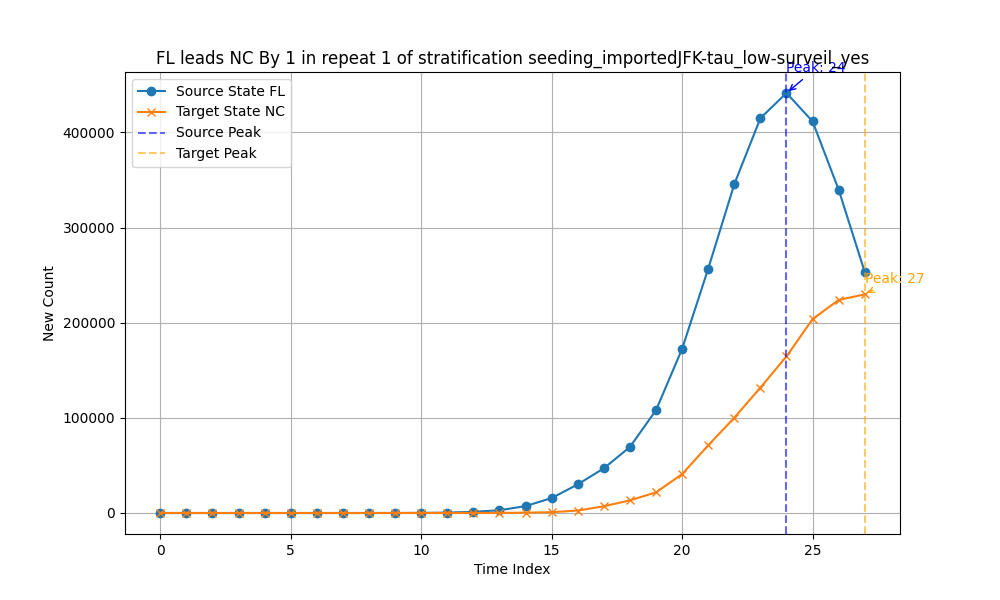 FL leads NC By 1 in repeat 1 of stratification seeding_importedJFK-tau_low-surveil_yes
Peak: 24
Source State FL
Target State NC
Source Peak
Target Peak
Peak: 27
400000
300000
200000
100000
0
New Count
0 5 10 15 20 25
Time Index